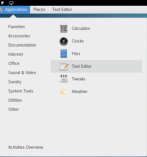 Applications Places Text Editor
Favorites
Accessories
Documentation
Internet
Office
Sound & Video
Sundry
System Tools
Utilities
Other
Calculator
Clocks
Files
Text Editor
Tweaks
Weather
Activities Overview